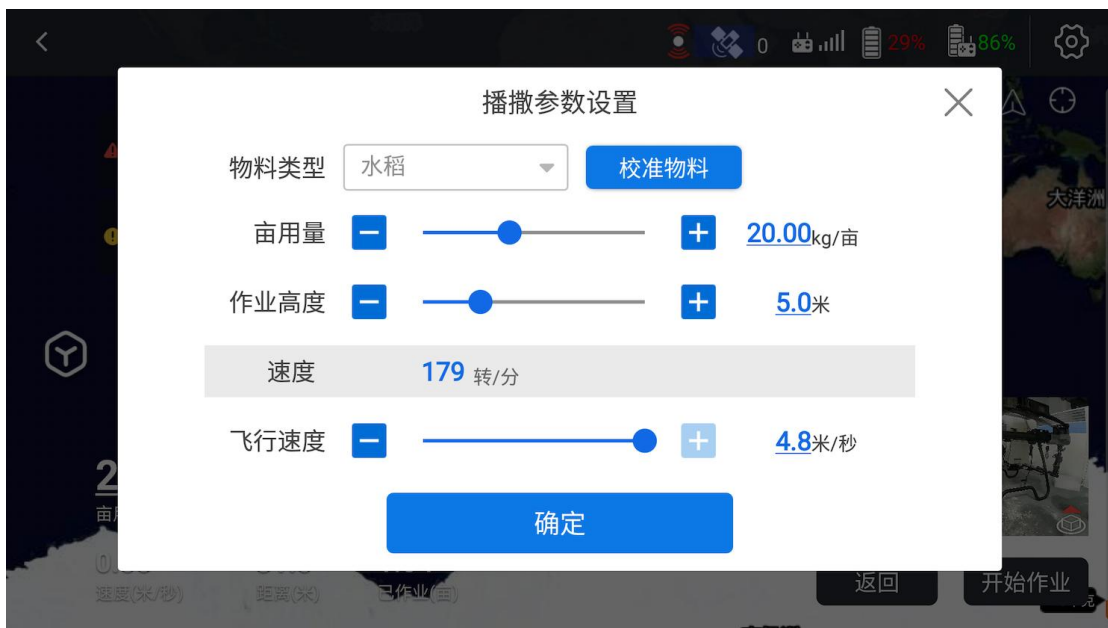 0 29% 86%
播撒参数设置
大洋洲
物料类型 水稻 校准物料
亩用量 20.00kg/亩
作业高度 5.0米
速度 179 转/分
飞行速度 4.8米/秒
2
亩
确定
速度(米/秒) 距离(米) 已作业(亩)
返回 开始作业